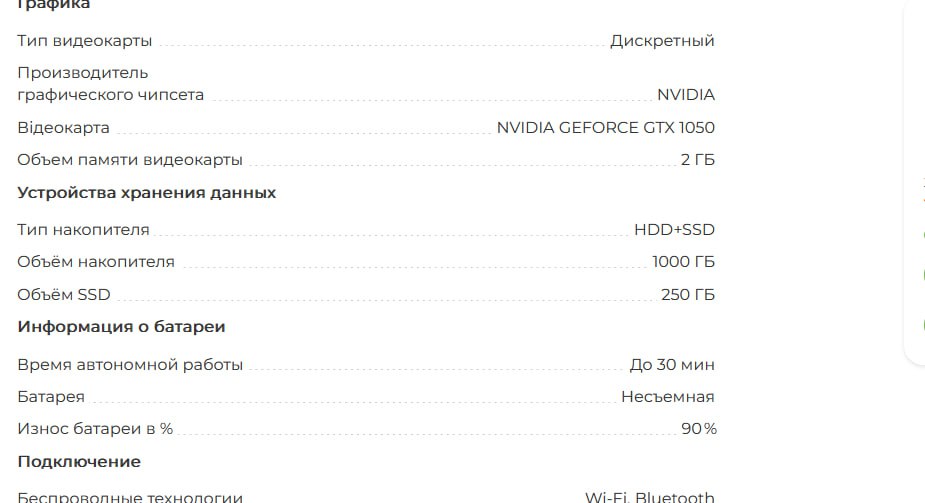 Графика
Тип видеокарты Дискретный
Производитель
графического чипсета NVIDIA
Відеокарта NVIDIA GEFORCE GTX 1050
Объем памяти видеокарты 2 ГБ
Устройства хранения данных
Тип накопителя HDD+SSD
Объём накопителя 1000 ГБ
Объём SSD 250 ГБ
Информация о батареи
Время автономной работы До 30 мин
Батарея Несъемная
Износ батареи в % 90 %
Подключение
Беспроводные технологии Wi-Fi, Bluetooth